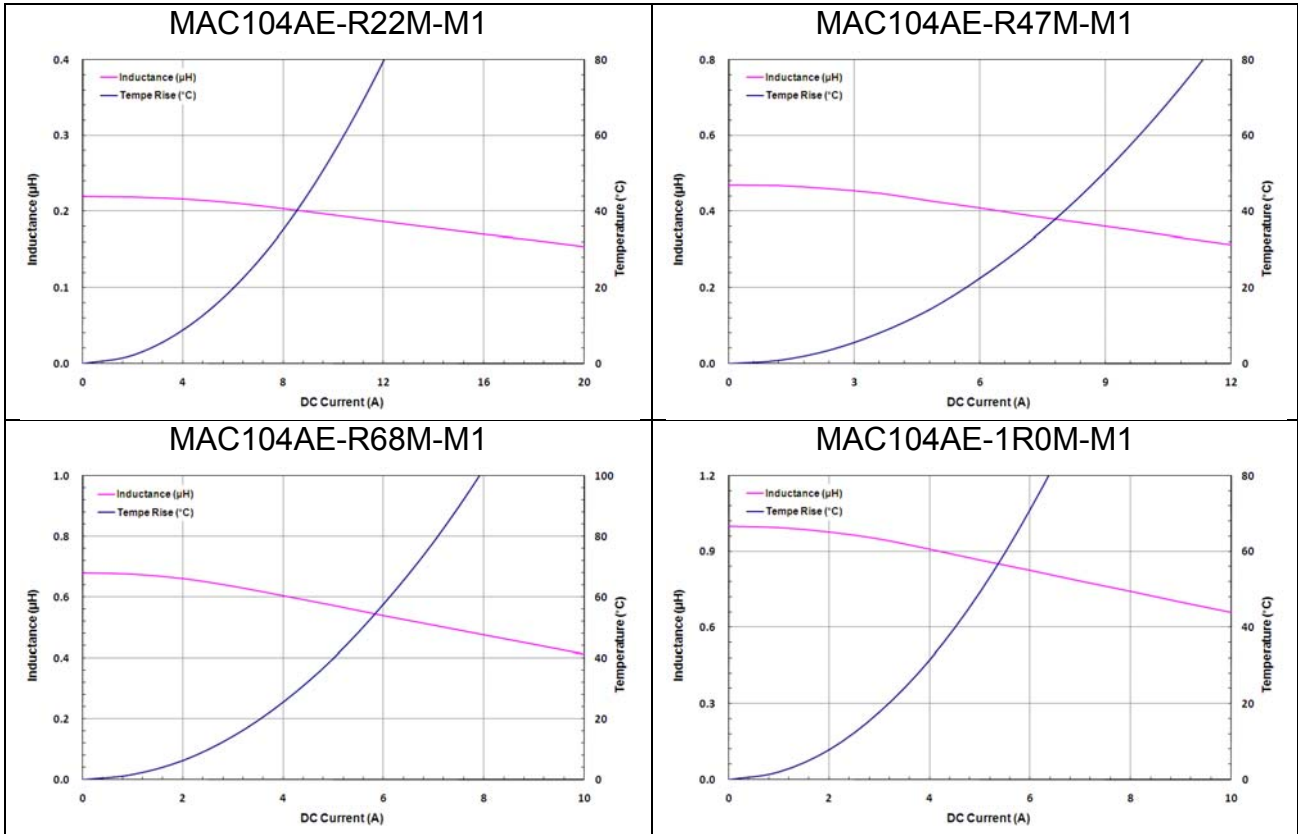 MAC104AE-R22M-M1
Inductance (µH)
Tempe Rise (°C)
0.4
0.3
0.2
0.1
0.0
80
60
40
20
0
0 4 8 12 16 20
Inductance (µH)
Temperature (°C)
DC Current (A)
MAC104AE-R47M-M1
Inductance (µH)
Tempe Rise (°C)
0.8
0.6
0.4
0.2
0.0
80
60
40
20
0
0 3 6 9 12
Inductance (µH)
Temperature (°C)
DC Current (A)
MAC104AE-R68M-M1
Inductance (µH)
Tempe Rise (°C)
1.0
0.8
0.6
0.4
0.2
0.0
100
80
60
40
20
0
0 2 4 6 8 10
Inductance (µH)
Temperature (°C)
DC Current (A)
MAC104AE-1R0M-M1
Inductance (µH)
Tempe Rise (°C)
1.2
0.9
0.6
0.3
0.0
80
60
40
20
0
0 2 4 6 8 10
Inductance (µH)
Temperature (°C)
DC Current (A)